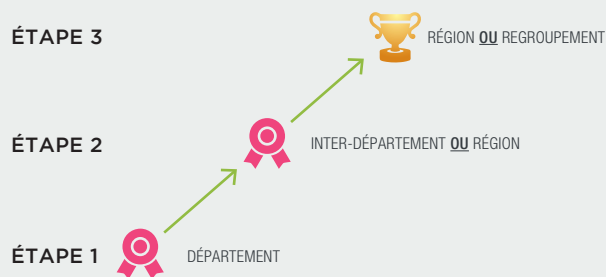 ÉTAPE 3
RÉGION OU REGROUPEMENT
ÉTAPE 2
INTER-DÉPARTEMENT OU RÉGION
ÉTAPE 1
DÉPARTEMENT